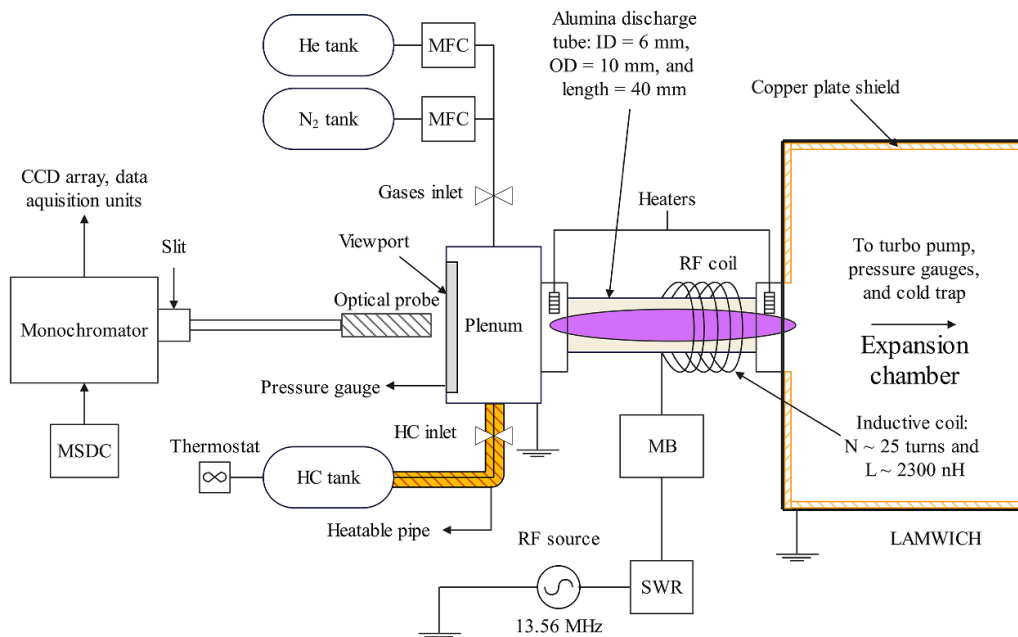 He tank
MFC
N₂ tank
MFC
Gases inlet
Alumina discharge
tube: ID = 6 mm,
OD = 10 mm, and
length = 40 mm
Copper plate shield
CCD array, data
aquisition units
Slit
Viewport
Heaters
RF coil
To turbo pump,
pressure gauges,
and cold trap
Optical probe
Monochromator
Plenum
Expansion
chamber
Pressure gauge
HC inlet
Inductive coil:
N ~ 25 turns and
L ~ 2300 nH
MSDC
Thermostat
HC tank
MB
Heatable pipe
RF source
LAMWICH
SWR
13.56 MHz